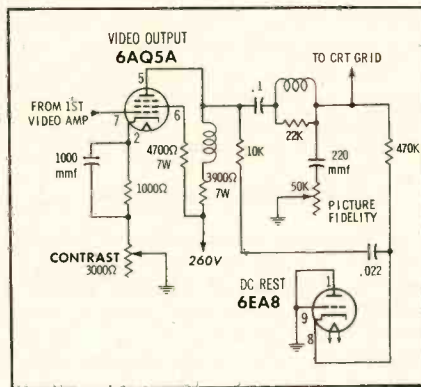 VIDEO OUTPUT
6AQ5A
5
TO CRT GRID
FROM 1ST
VIDEO AMP
7
6
2
.1
22K
1000
mmf
4700Ω
7W
10K
220
mmf
470K
1000Ω
3900Ω
7W
50K
PICTURE
FIDELITY
CONTRAST
3000Ω
260V
.022
DC REST
6EA8
1
9
8